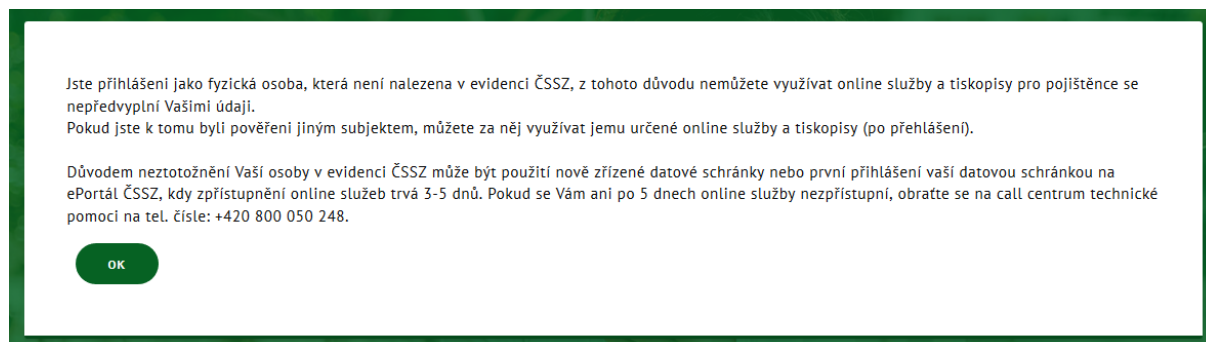 Jste přihlášeni jako fyzická osoba, která není nalezena v evidenci ČSSZ, z tohoto důvodu nemůžete využívat online služby a tiskopisy pro pojištěnce se
nepředvyplní Vašimi údaji.
Pokud jste k tomu byli pověřeni jiným subjektem, můžete za něj využívat jemu určené online služby a tiskopisy (po přehlášení).
Důvodem neztotožnění Vaší osoby v evidenci ČSSZ může být použití nově zřízené datové schránky nebo první přihlášení vaší datovou schránkou na
ePortál ČSSZ, kdy zpřístupnění online služeb trvá 3-5 dnů. Pokud se Vám ani po 5 dnech online služby nezpřístupní, obraťte se na call centrum technické
pomoci na tel. čísle: +420 800 050 248.
OK